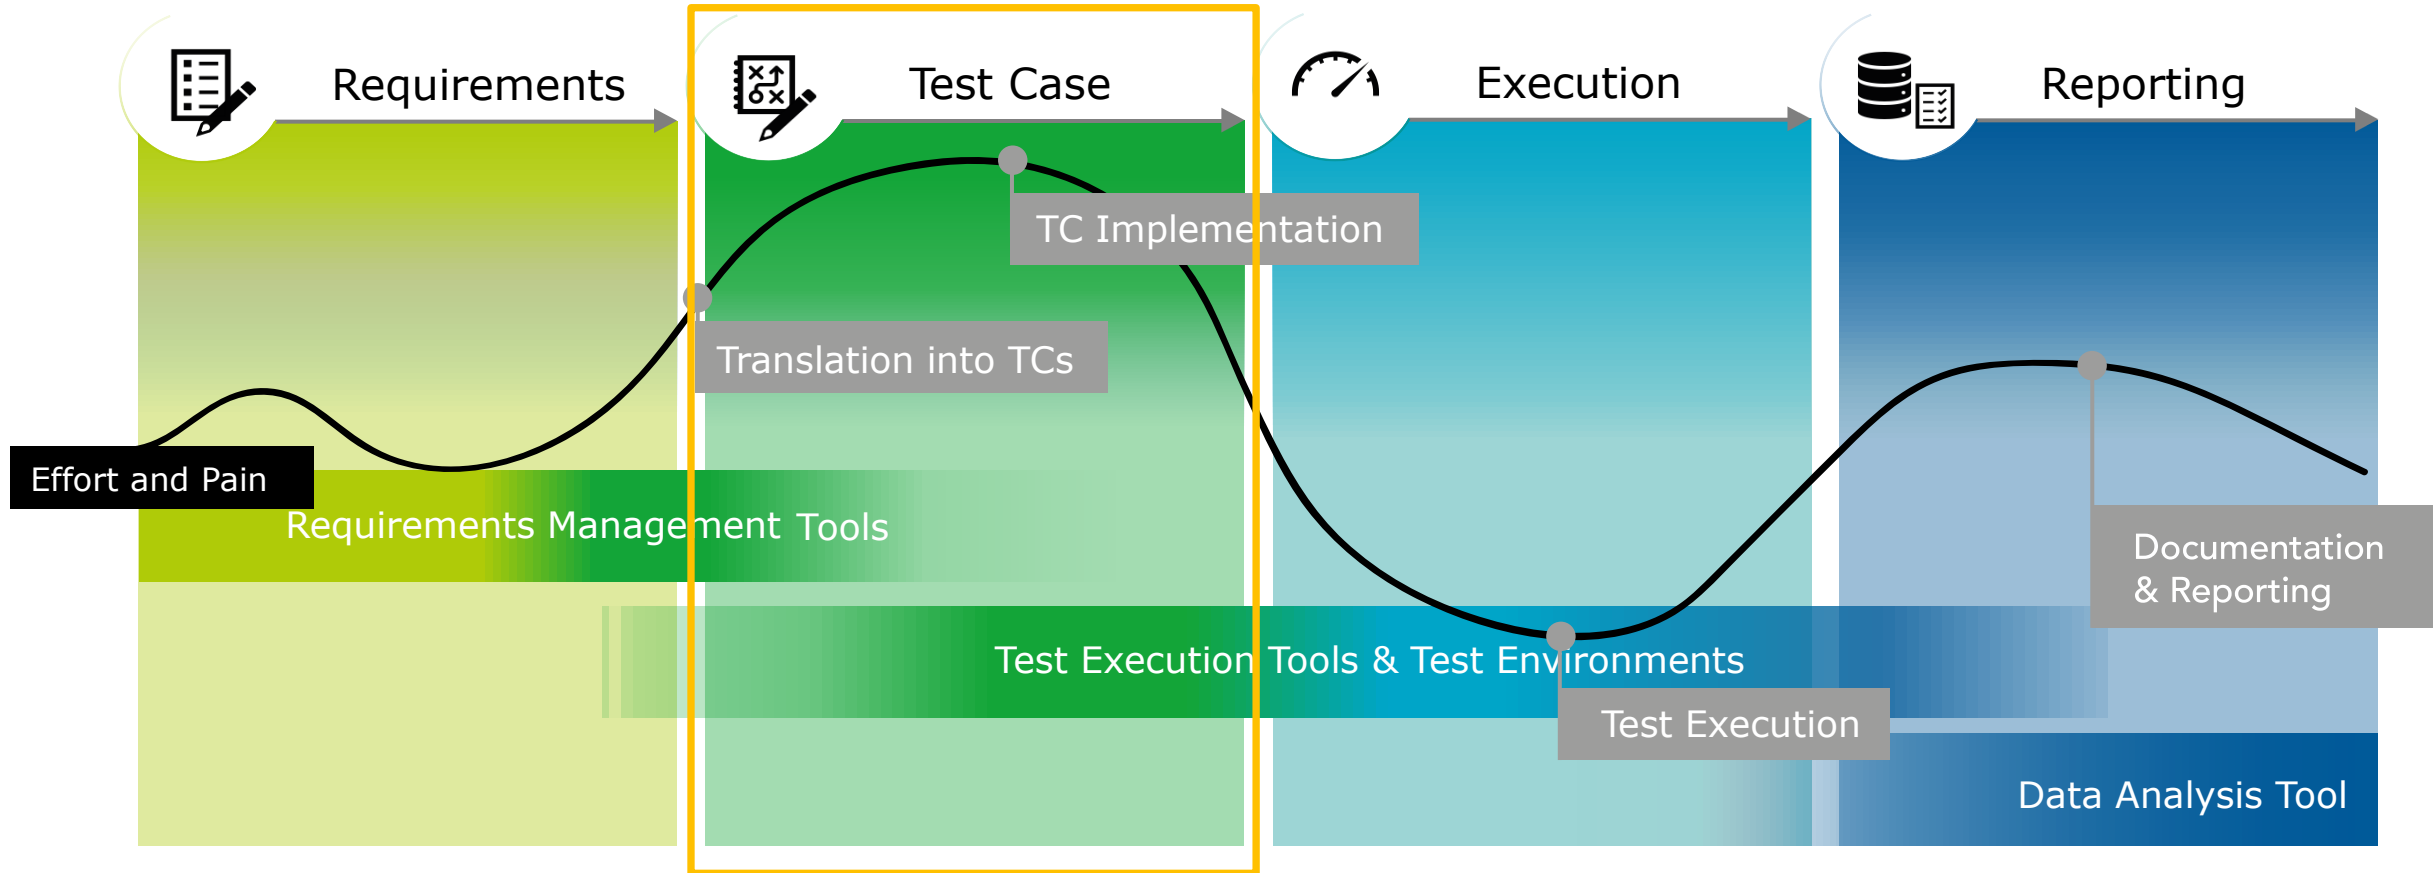 Requirements
Test Case
Execution
Reporting
TC Implementation
Translation into TCs
Effort and Pain
Requirements Management Tools
Documentation
& Reporting
Test Execution Tools & Test Environments
Test Execution
Data Analysis Tool